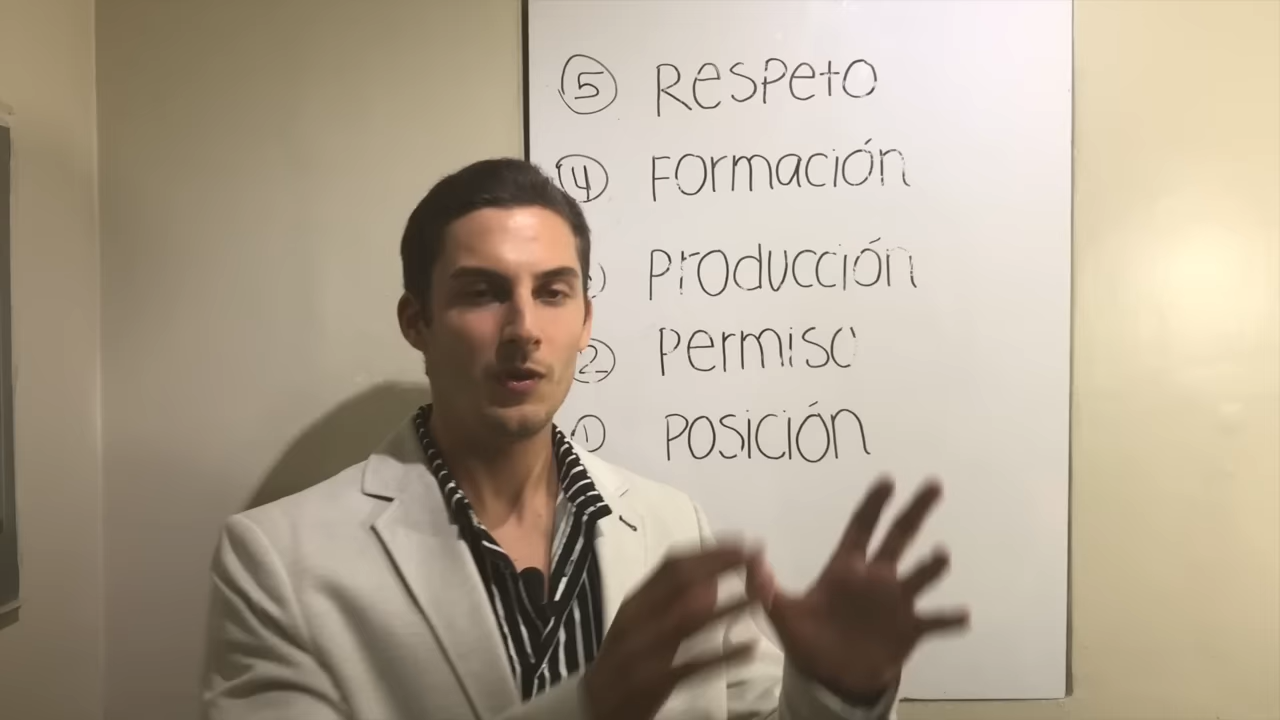 5 Respeto
4 Formación
Producción
2 Permiso
1 Posición